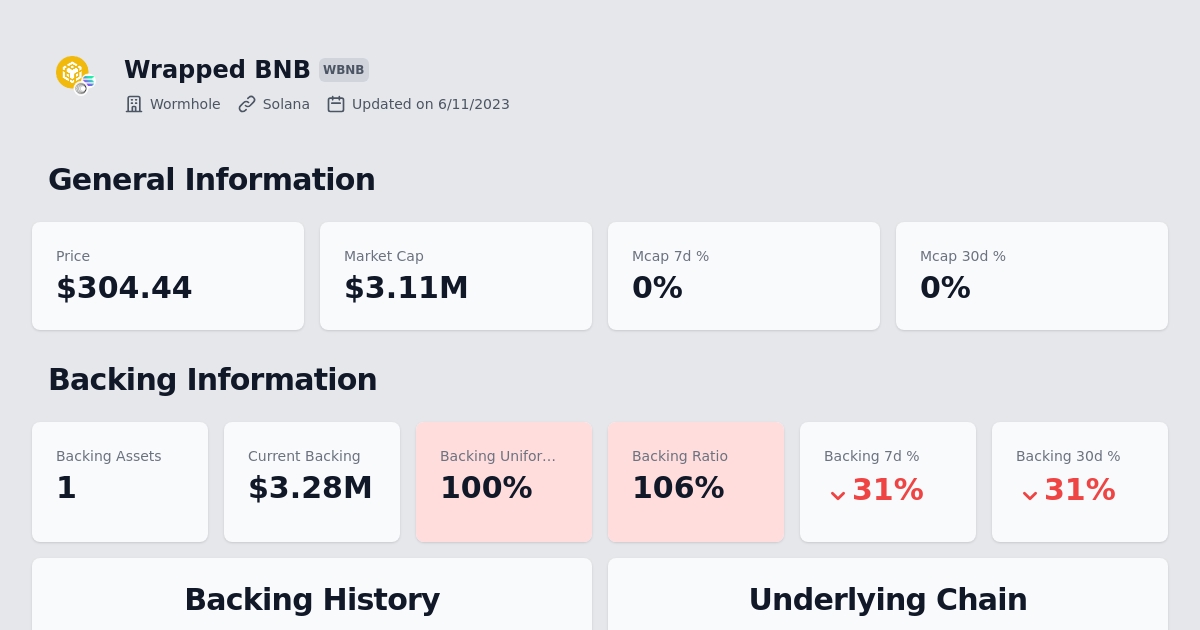 Wrapped BNB WBNB
Wormhole Solana Updated on 6/11/2023
General Information
Price Market Cap Mcap 7d % Mcap 30d %
$304.44 $3.11M 0% 0%
Backing Information
Backing Assets Current Backing Backing Unifor... Backing Ratio Backing 7d % Backing 30d %
1 $3.28M 100% 106% 31% 31%
Backing History Underlying Chain